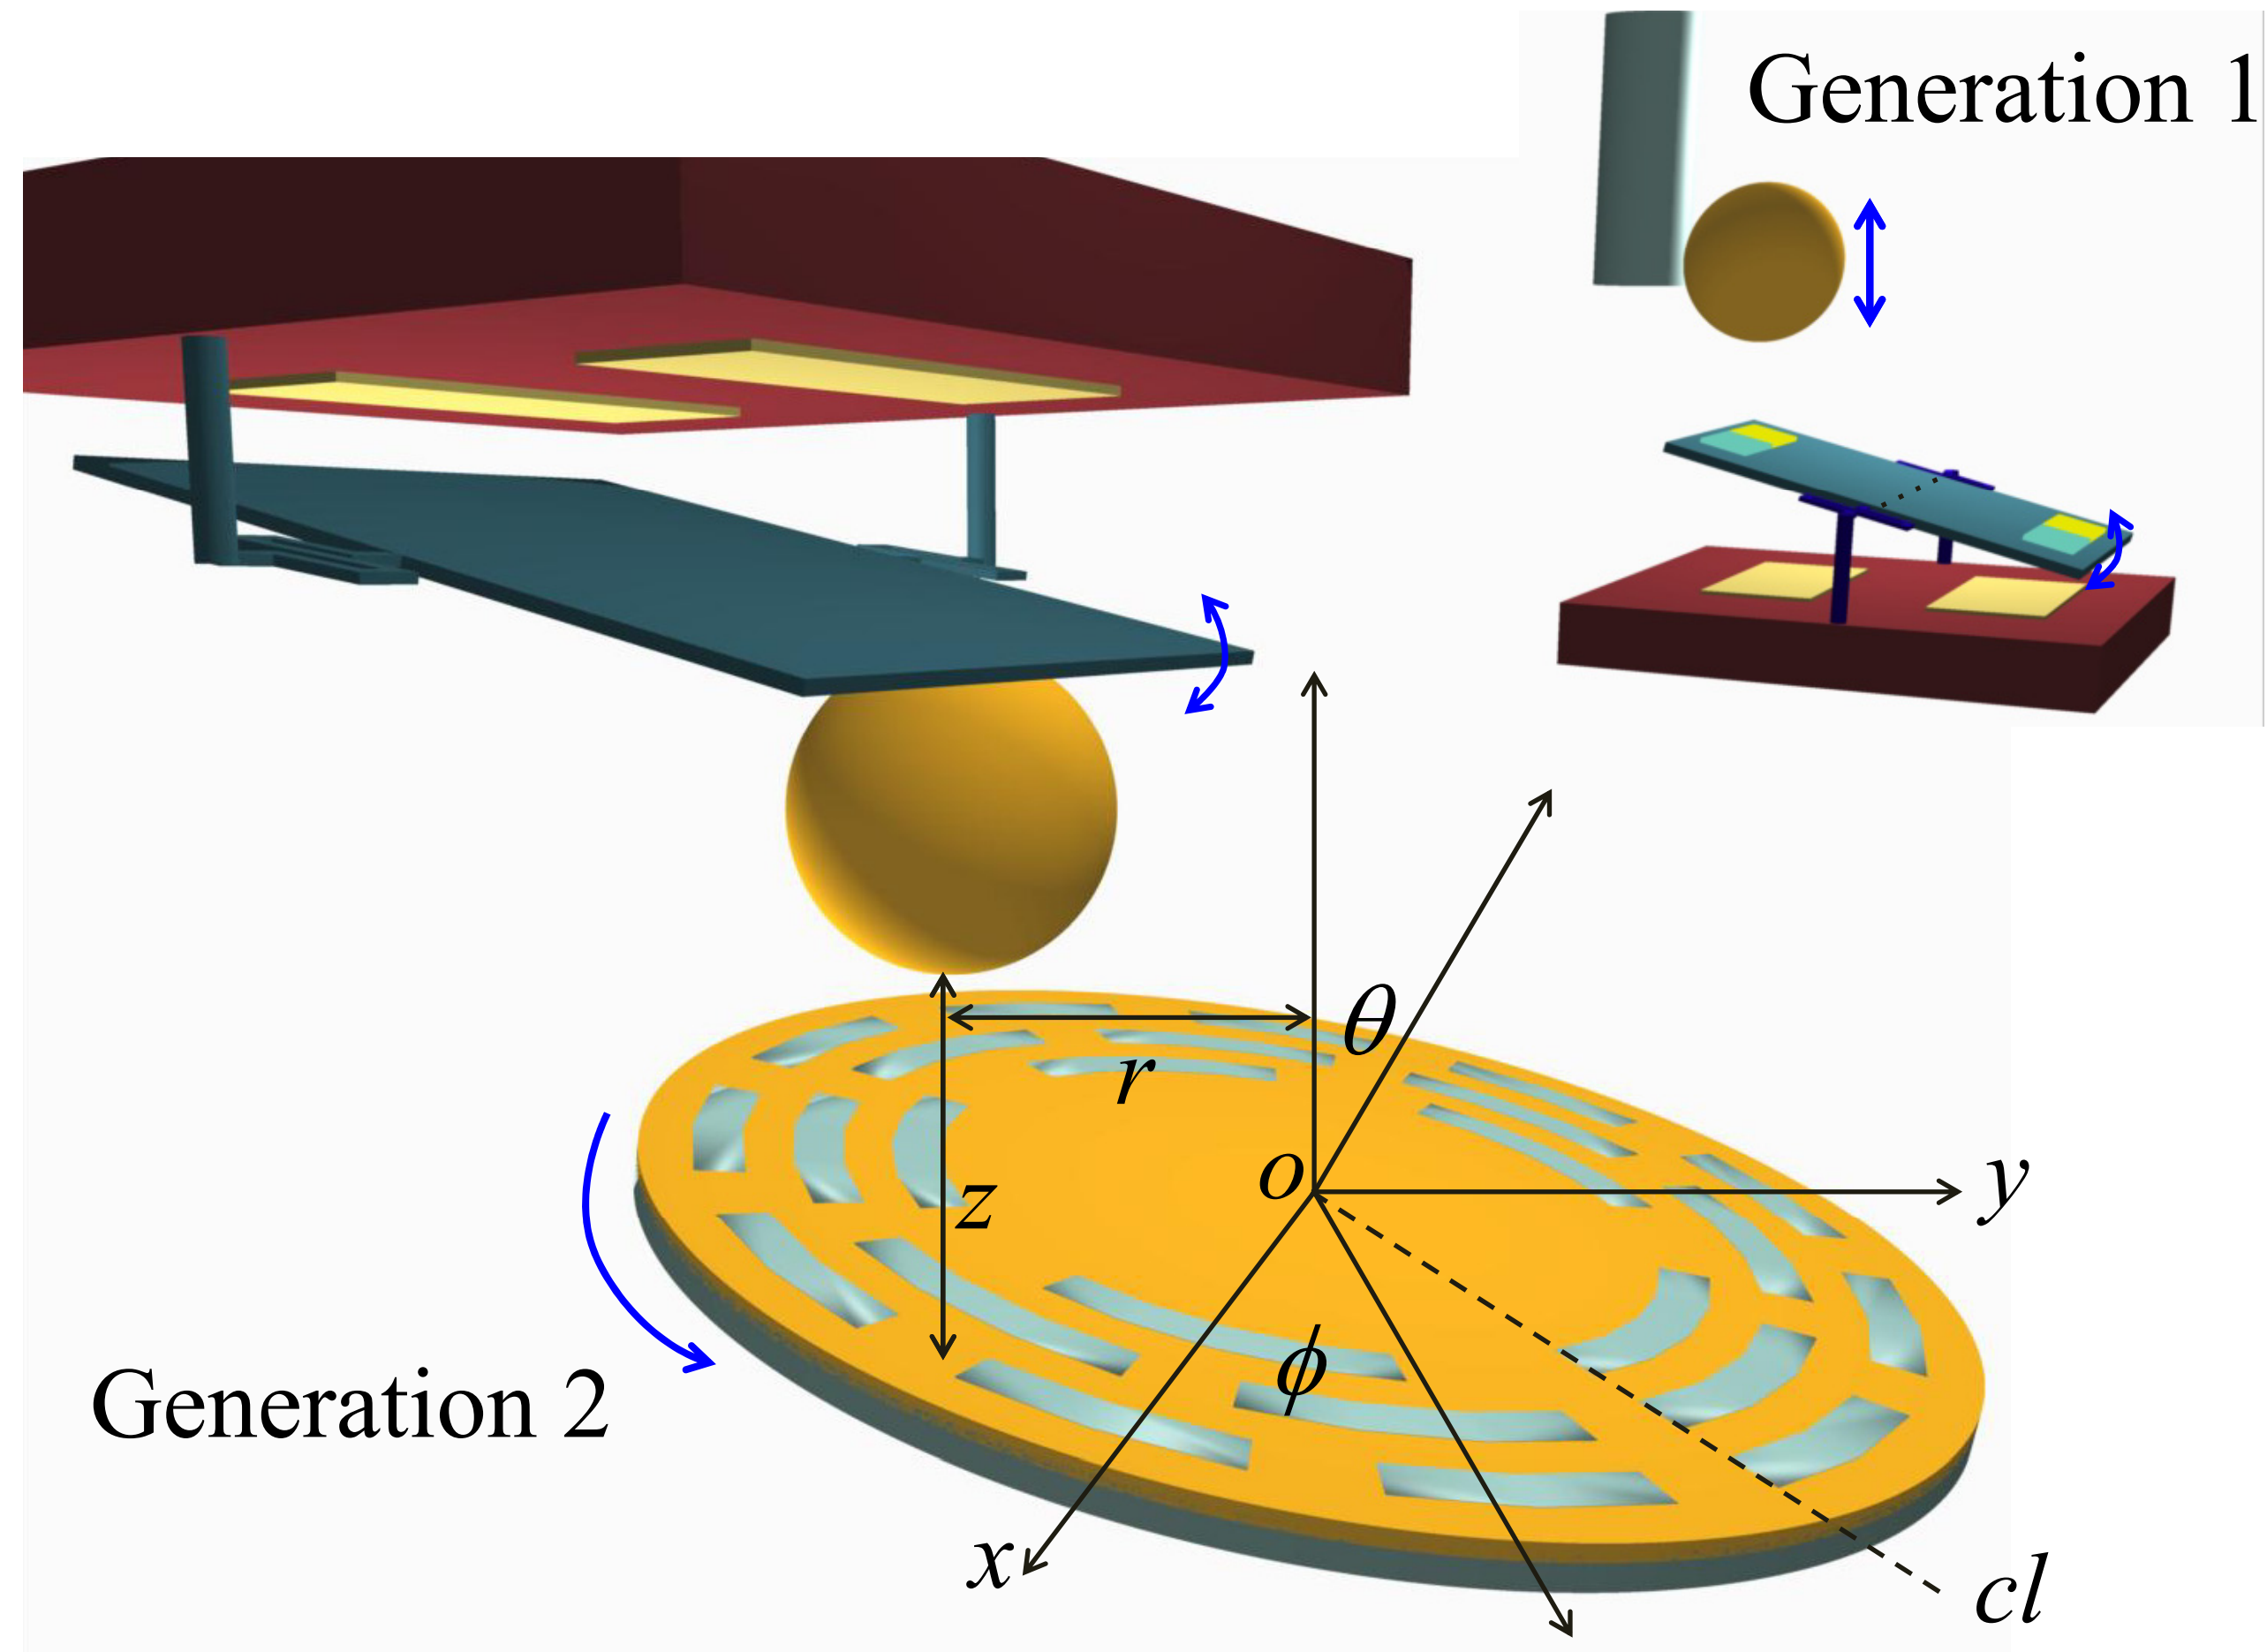 Generation 1
θ
r
o
y
z
ϕ
Generation 2
x
cl